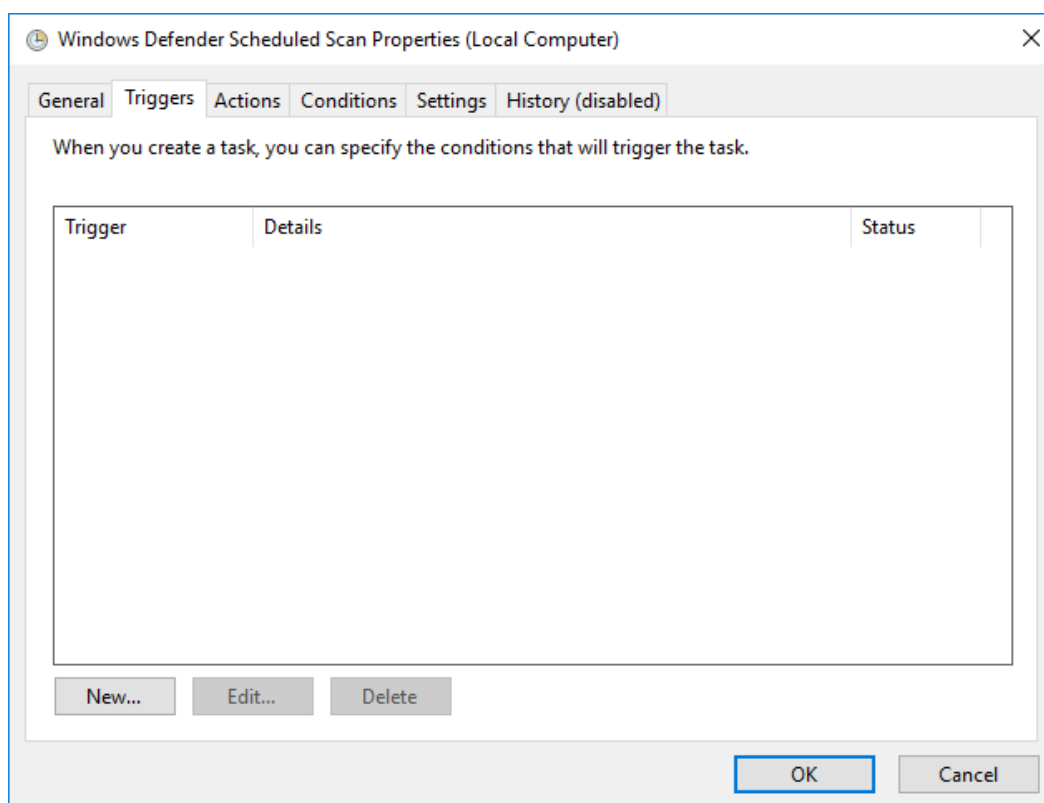 Windows Defender Scheduled Scan Properties (Local Computer)
General Triggers Actions Conditions Settings History (disabled)
When you create a task, you can specify the conditions that will trigger the task.
Trigger Details Status
New... Edit... Delete
OK Cancel